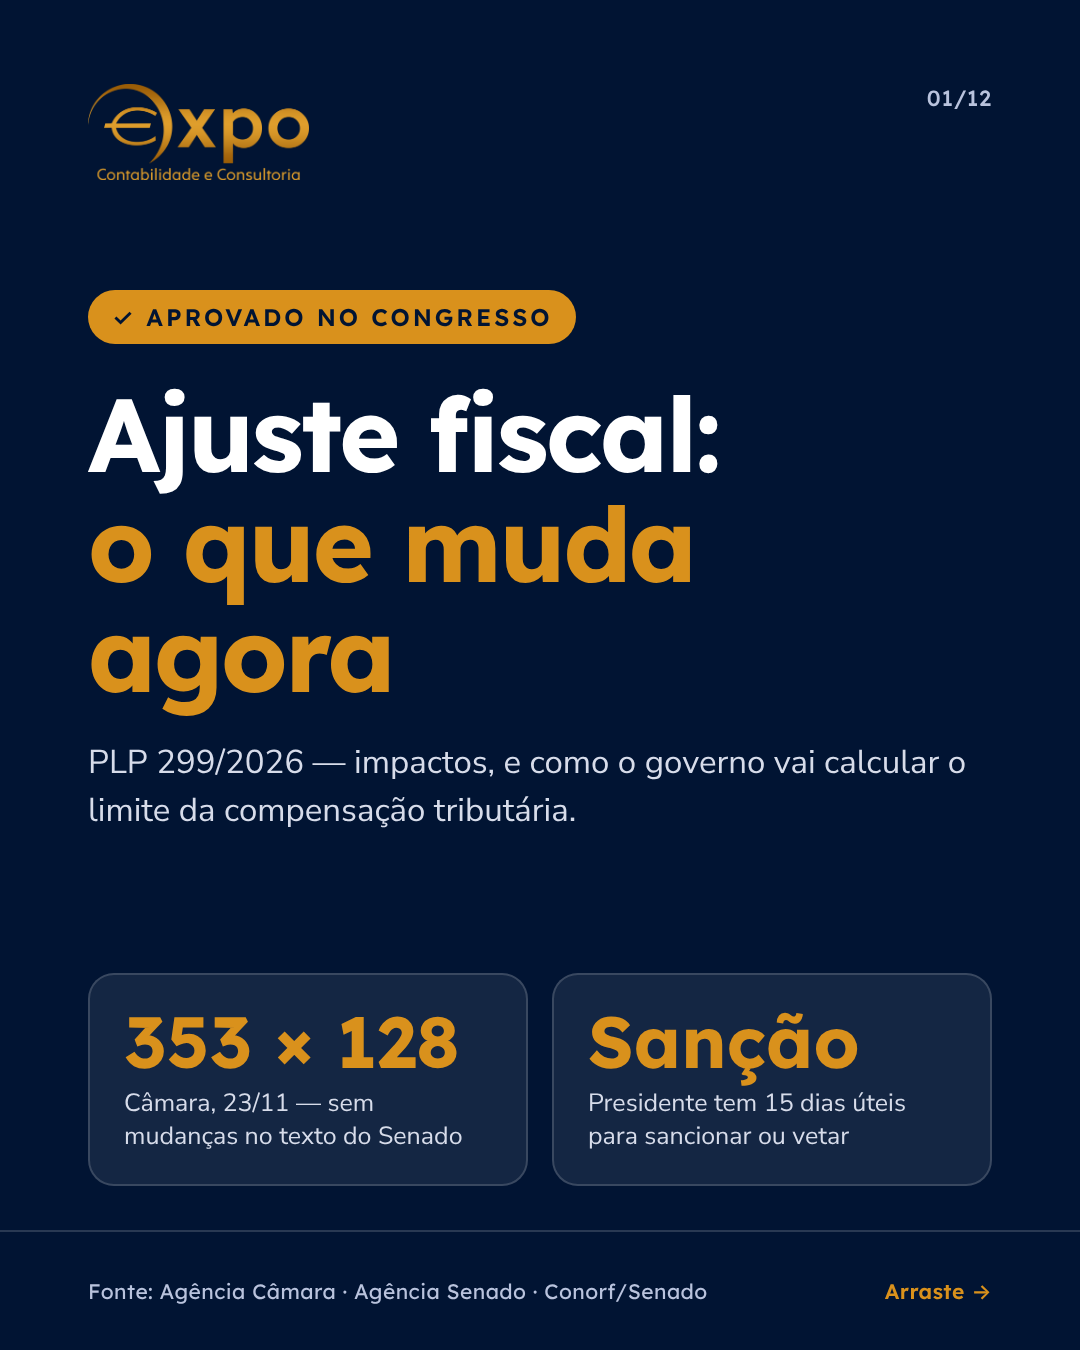 Expo
Contabilidade e Consultoria
01/12
✓ APROVADO NO CONGRESSO
Ajuste fiscal:
o que muda
agora
PLP 299/2026 — impactos, e como o governo vai calcular o
limite da compensação tributária.
353 × 128
Câmara, 23/11 — sem
mudanças no texto do Senado
Sanção
Presidente tem 15 dias úteis
para sancionar ou vetar
Fonte: Agência Câmara · Agência Senado · Conorf/Senado
Arraste →